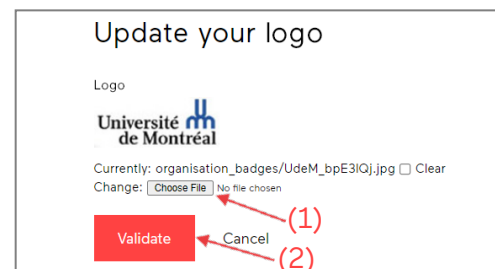 Update your logo
Logo
Université
de Montréal
Currently: organisation_badges/UdeM_bpE3lQj.jpg Clear
Change: Choose File No file chosen
(1)
Validate Cancel
(2)